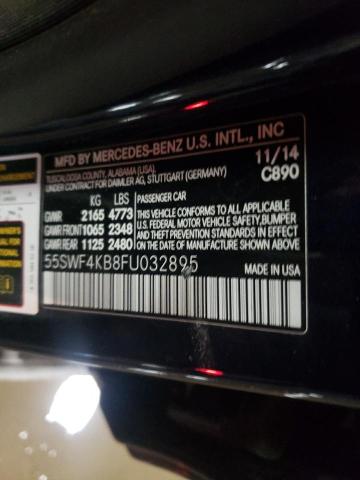 MFD BY MERCEDES-BENZ U.S. INTL., INC
TUSCALOOSA COUNTY, ALABAMA (USA) 11/14
UNDER CONTRACT FOR DAIMLER AG, STUTTGART (GERMANY) C890
KG LBS PASSENGER CAR
GVWR 2165 4773 THIS VEHICLE CONFORMS TO ALL APPLICABLE
GAWR FRONT 1065 2348 U.S. FEDERAL MOTOR VEHICLE SAFETY, BUMPER
GAWR REAR 1125 2480 AND THEFT PREVENTION STANDARDS IN EFFECT
ON THE DATE OF MANUFACTURE SHOWN ABOVE
55SWF4KB8FU032895